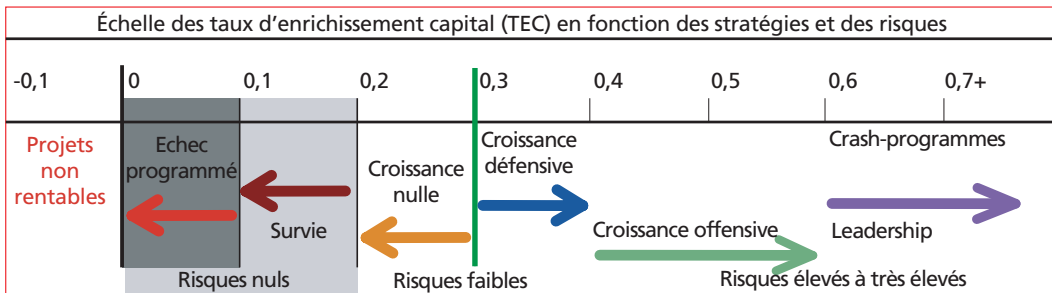 Échelle des taux d'enrichissement capital (TEC) en fonction des stratégies et des risques
-0,1 0 0,1 0,2 0,3 0,4 0,5 0,6 0,7+
Projets
non
rentables
Echec
programmé
Survie
Croissance
nulle
Croissance
défensive
Croissance offensive
Crash-programmes
Leadership
Risques nuls
Risques faibles
Risques élevés à très élevés